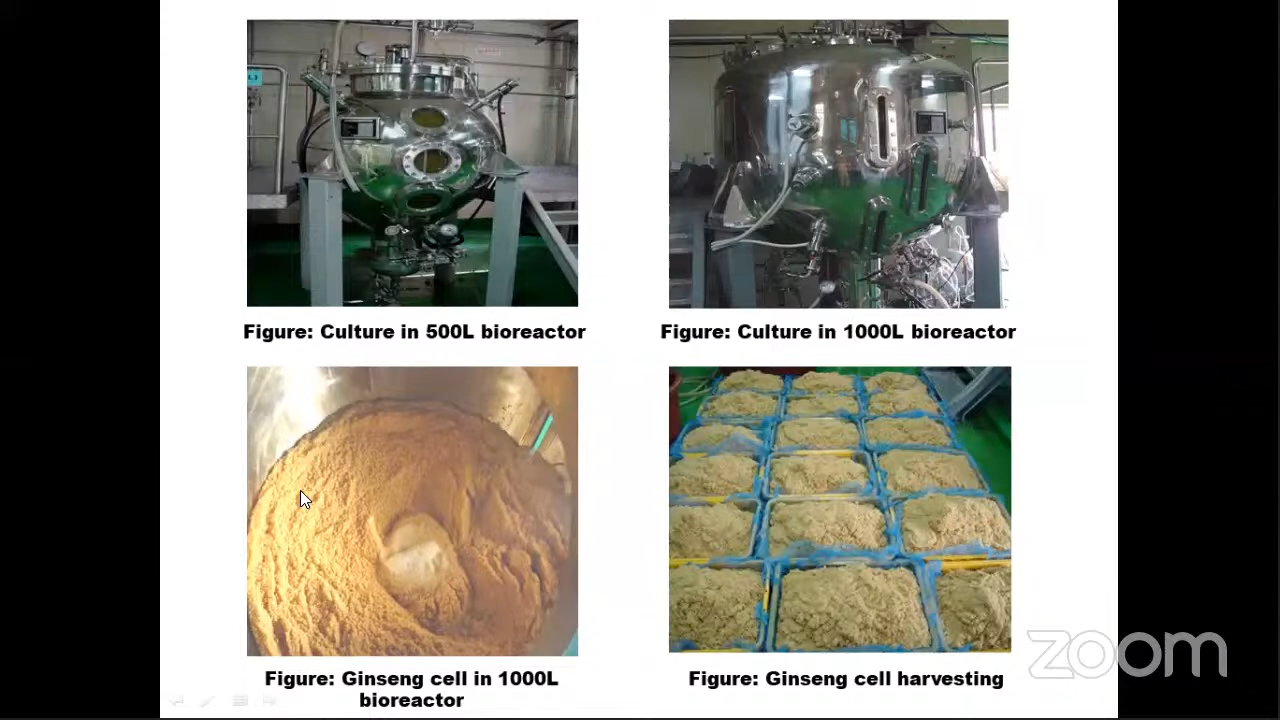 Figure: Culture in 500L bioreactor
Figure: Culture in 1000L bioreactor
Figure: Ginseng cell in 1000L
bioreactor
Figure: Ginseng cell harvesting
zoom